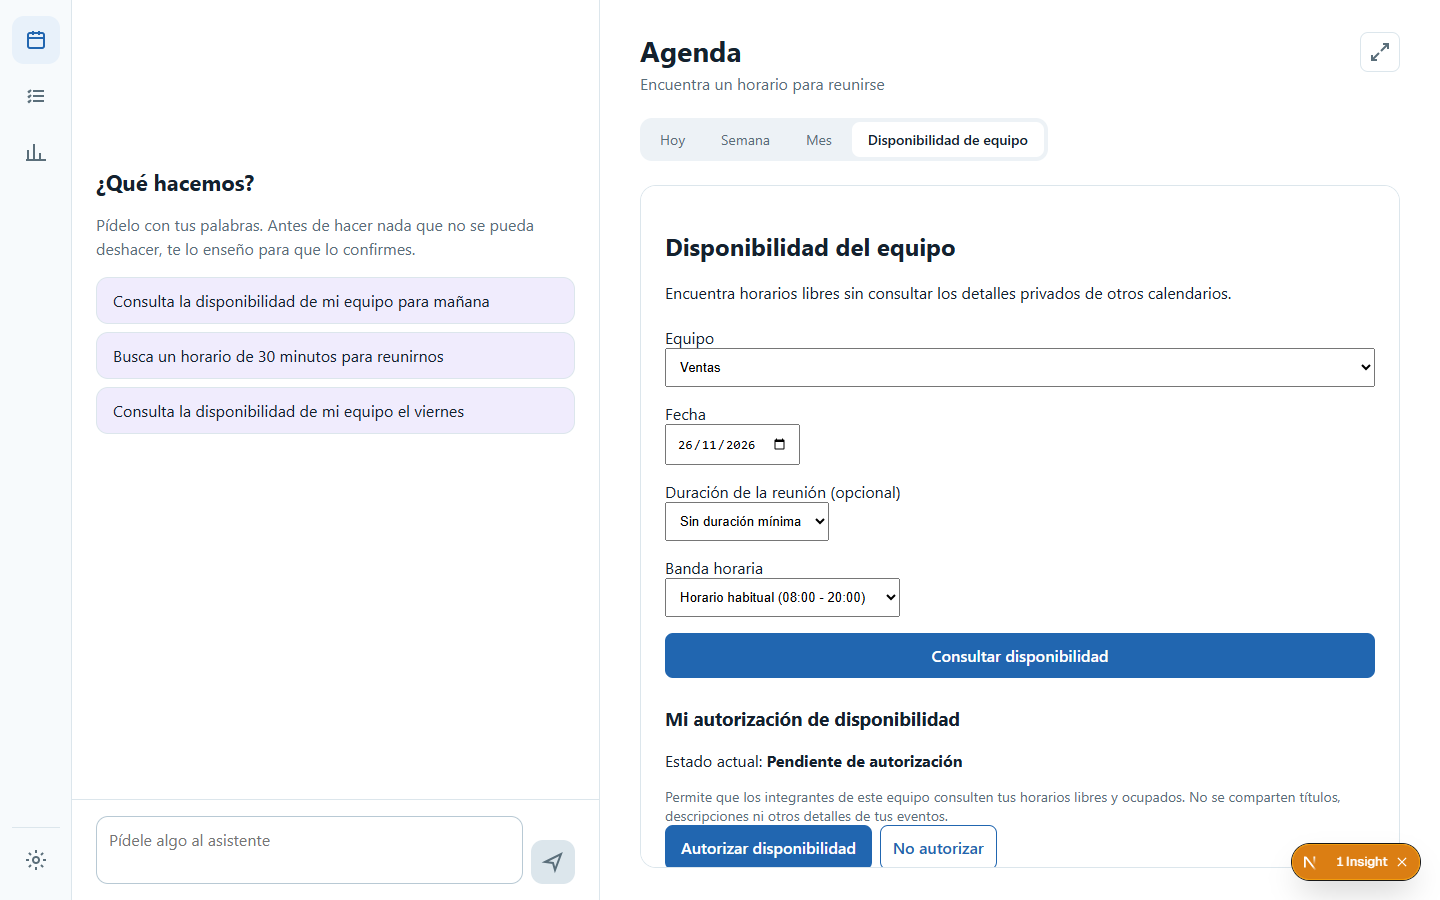 ¿Qué hacemos?
Pídelo con tus palabras. Antes de hacer nada que no se pueda
deshacer, te lo enseño para que lo confirmes.
Consulta la disponibilidad de mi equipo para mañana
Busca un horario de 30 minutos para reunirnos
Consulta la disponibilidad de mi equipo el viernes
Pídele algo al asistente
Agenda
Encuentra un horario para reunirse
Hoy
Semana
Mes
Disponibilidad de equipo
Disponibilidad del equipo
Encuentra horarios libres sin consultar los detalles privados de otros calendarios.
Equipo
Ventas
Fecha
26/11/2026
Duración de la reunión (opcional)
Sin duración mínima
Banda horaria
Horario habitual (08:00 - 20:00)
Consultar disponibilidad
Mi autorización de disponibilidad
Estado actual: Pendiente de autorización
Permite que los integrantes de este equipo consulten tus horarios libres y ocupados. No se comparten títulos,
descripciones ni otros detalles de tus eventos.
Autorizar disponibilidad
No autorizar
1 Insight